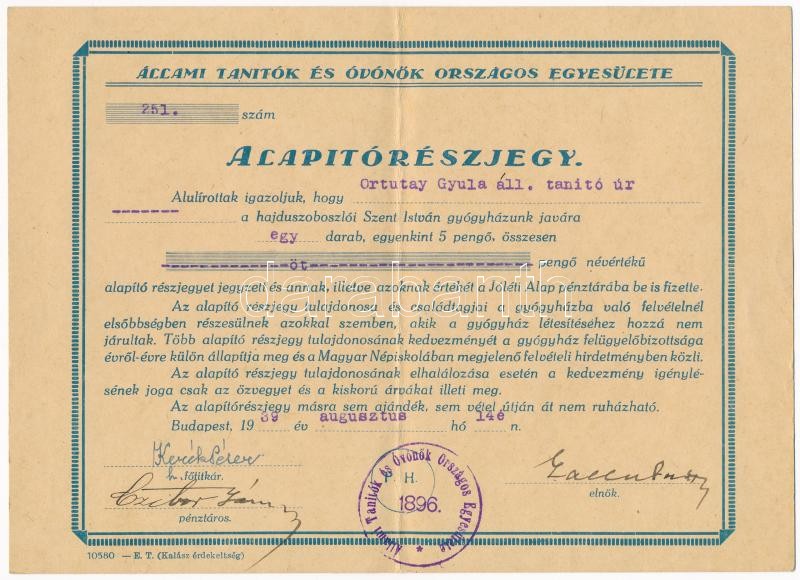 ÁLLAMI TANITÓK ÉS ÓVÓNŐK ORSZÁGOS EGYESÜLETE
251. szám
ALAPITÓRÉSZJEGY.
Alulírottak igazoljuk, hogy Ortutay Gyula áll. tanitó úr
------- a hajduszoboszlói Szent István gyógyházunk javára
egy darab, egyenkint 5 pengő, összesen
öt pengő névértékű
alapító részjegyet jegyzett és annak, illetve azoknak értékét a Jóléti Alap pénztárába be is fizette.
Az alapító részjegy tulajdonosa és családtagjai a gyógyházba való felvételnél
elsőbbségben részesülnek azokkal szemben, akik a gyógyház létesítéséhez hozzá nem
járultak. Több alapító részjegy tulajdonosának kedvezményét a gyógyház felügyelőbizottsága
évről-évre külön állapítja meg és a Magyar Népiskolában megjelenő felvételi hirdetményben közli.
Az alapító részjegy tulajdonosának elhalálozása esetén a kedvezmény igénylé-
sének joga csak az özvegyet és a kiskorú árvákat illeti meg.
Az alapítórészjegy másra sem ajándék, sem vétel útján át nem ruházható.
Budapest, 19 39 év augusztus hó 14é n.
h. főtitkár.
pénztáros.
P. H.
1896.
Állami Tanitók és Óvónők Országos Egyesülete
elnök.
10580 — E. T. (Kalász érdekeltség)
darabanth